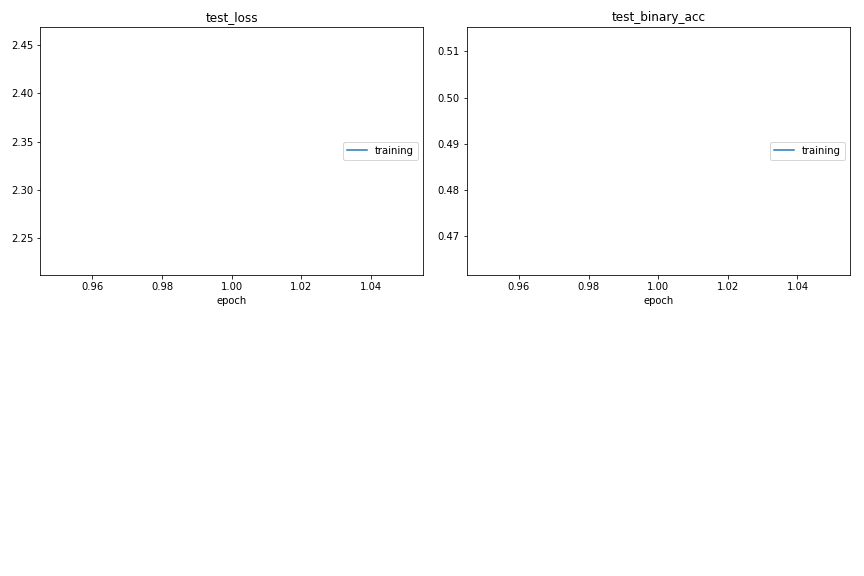 test_loss
2.45
2.40
2.35
2.30
2.25
training
0.96 0.98 1.00 1.02 1.04
epoch
test_binary_acc
0.51
0.50
0.49
0.48
0.47
training
0.96 0.98 1.00 1.02 1.04
epoch